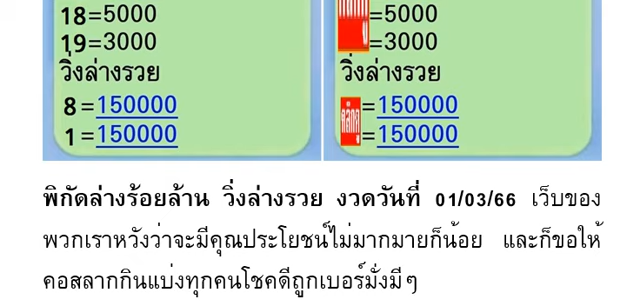 18=5000
19=3000
วิ่งล่างรวย
8=150000
1=150000
=5000
=3000
วิ่งล่างรวย
=150000
=150000
พิกัดล่างร้อยล้าน วิ่งล่างรวย งวดวันที่ 01/03/66 เว็บของ
พวกเราหวังว่าจะมีคุณประโยชน์ไม่มากมายก็น้อย และก็ขอให้
คอสลากกินแบ่งทุกคนโชคดีถูกเบอร์มั่งมีๆ